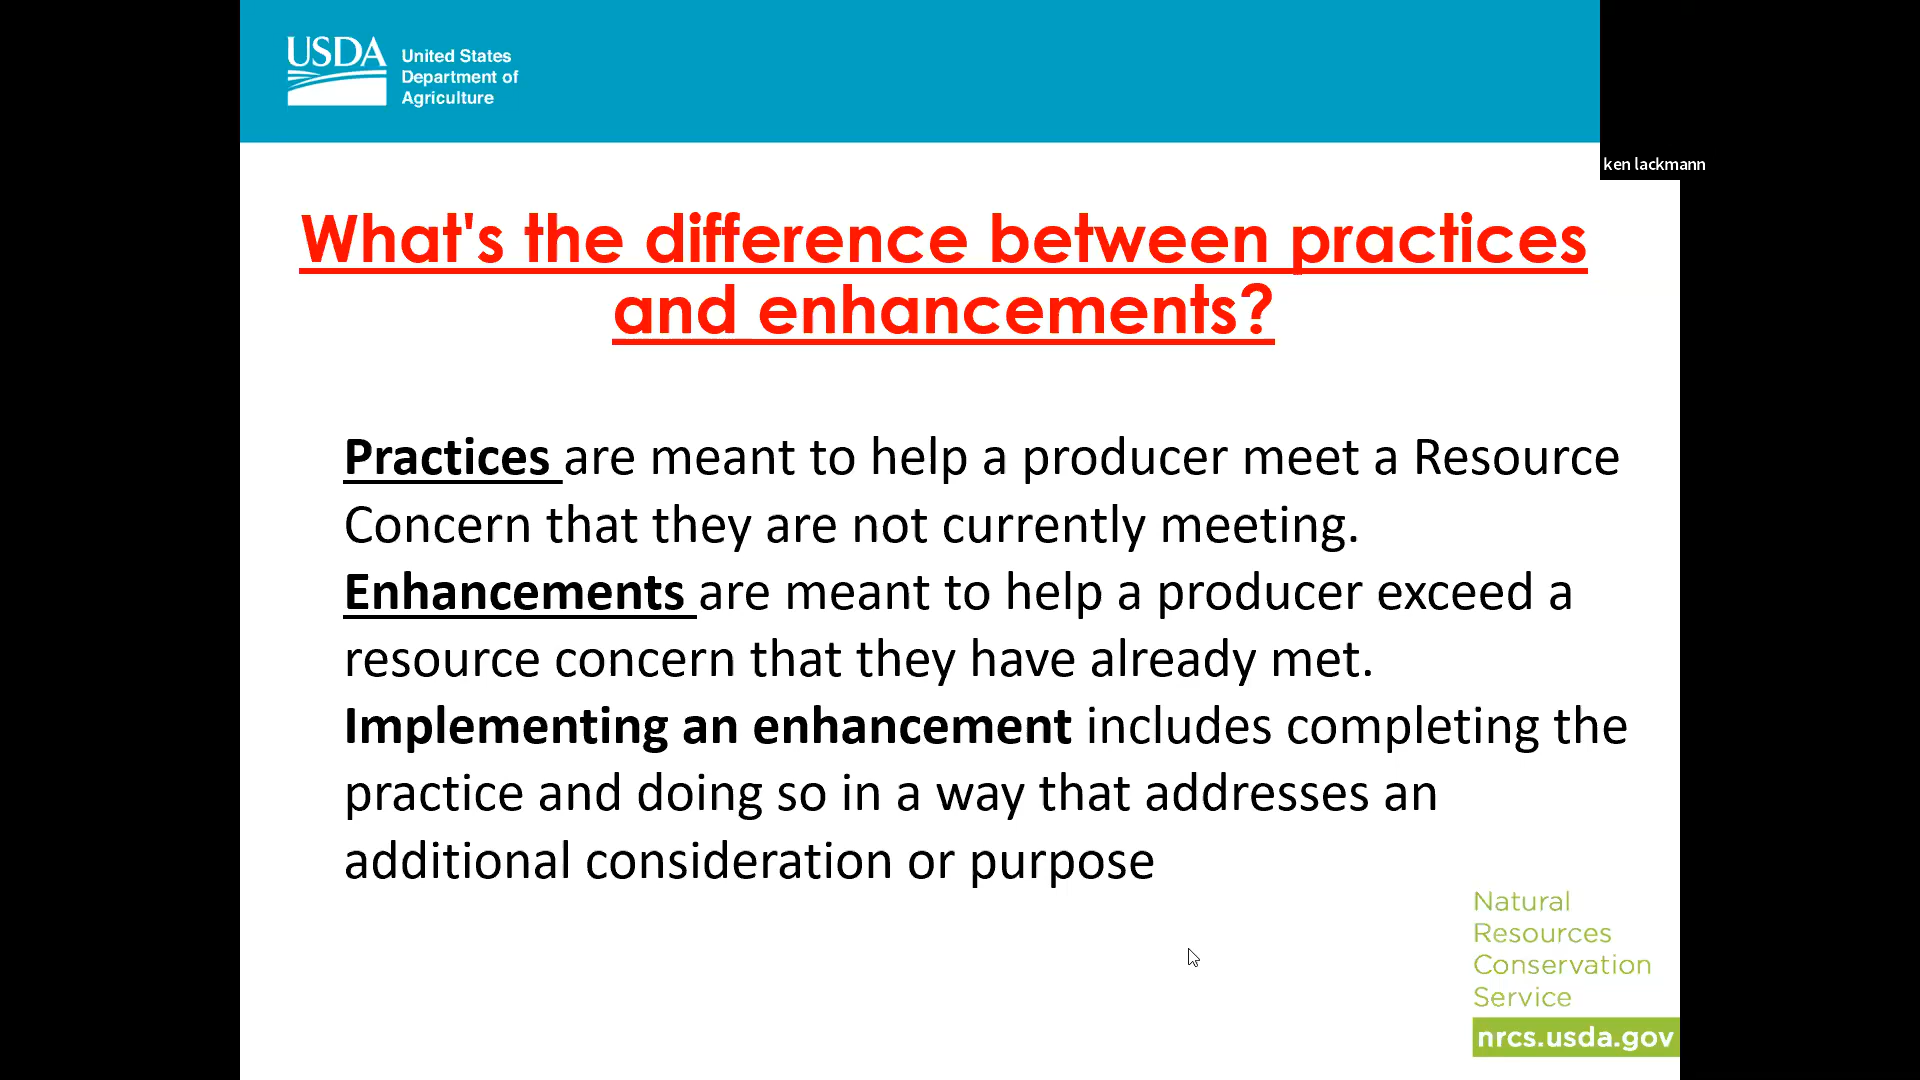 USDA
United States
Department of
Agriculture
ken lackmann
What's the difference between practices
and enhancements?
Practices are meant to help a producer meet a Resource
Concern that they are not currently meeting.
Enhancements are meant to help a producer exceed a
resource concern that they have already met.
Implementing an enhancement includes completing the
practice and doing so in a way that addresses an
additional consideration or purpose
Natural
Resources
Conservation
Service
nrcs.usda.gov